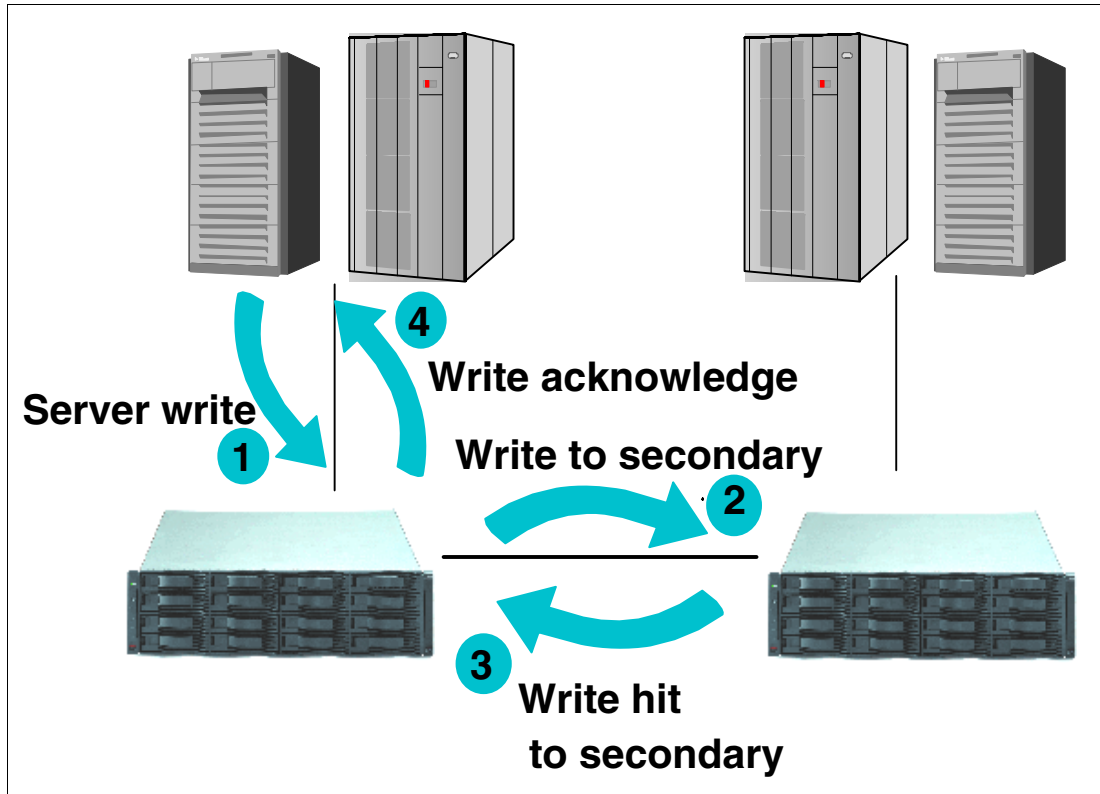 4
Write acknowledge
Server write
1
Write to secondary
2
3
Write hit
to secondary